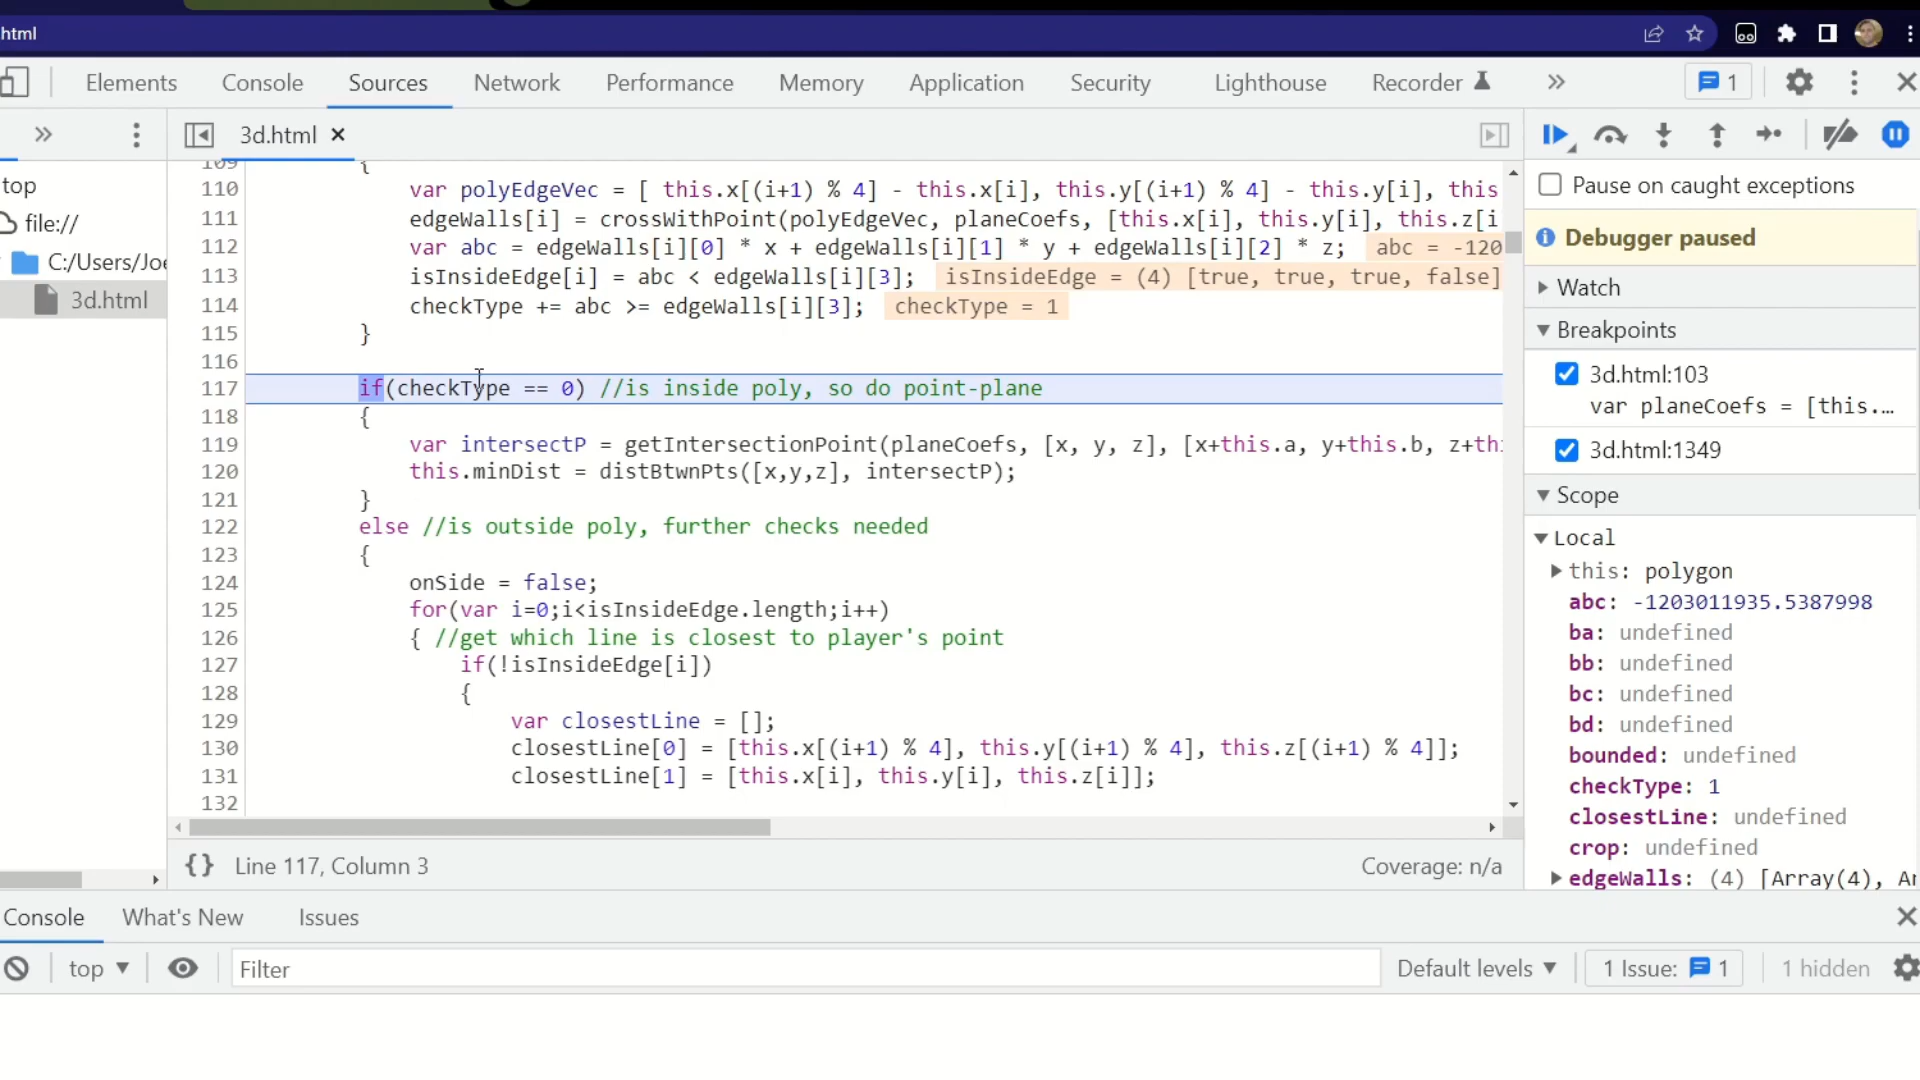 html
Elements Console Sources Network Performance Memory Application Security Lighthouse Recorder 1
3d.html
top
file://
C:/Users/Joe
3d.html
109 {
110 var polyEdgeVec = [ this.x[(i+1) % 4] - this.x[i], this.y[(i+1) % 4] - this.y[i], this
111 edgeWalls[i] = crossWithPoint(polyEdgeVec, planeCoefs, [this.x[i], this.y[i], this.z[i
112 var abc = edgeWalls[i][0] * x + edgeWalls[i][1] * y + edgeWalls[i][2] * z; abc = -120
113 isInsideEdge[i] = abc < edgeWalls[i][3]; isInsideEdge = (4) [true, true, true, false]
114 checkType += abc >= edgeWalls[i][3]; checkType = 1
115 }
116
117 if(checkType == 0) //is inside poly, so do point-plane
118 {
119 var intersectP = getIntersectionPoint(planeCoefs, [x, y, z], [x+this.a, y+this.b, z+thi
120 this.minDist = distBtwnPts([x,y,z], intersectP);
121 }
122 else //is outside poly, further checks needed
123 {
124 onSide = false;
125 for(var i=0;i<isInsideEdge.length;i++)
126 { //get which line is closest to player's point
127 if(!isInsideEdge[i])
128 {
129 var closestLine = [];
130 closestLine[0] = [this.x[(i+1) % 4], this.y[(i+1) % 4], this.z[(i+1) % 4]];
131 closestLine[1] = [this.x[i], this.y[i], this.z[i]];
132
{} Line 117, Column 3 Coverage: n/a
Pause on caught exceptions
Debugger paused
Watch
Breakpoints
3d.html:103
var planeCoefs = [this.…
3d.html:1349
Scope
Local
this: polygon
abc: -1203011935.5387998
ba: undefined
bb: undefined
bc: undefined
bd: undefined
bounded: undefined
checkType: 1
closestLine: undefined
crop: undefined
edgeWalls: (4) [Array(4), Ar
Console What's New Issues
top Filter Default levels 1 Issue: 1 1 hidden